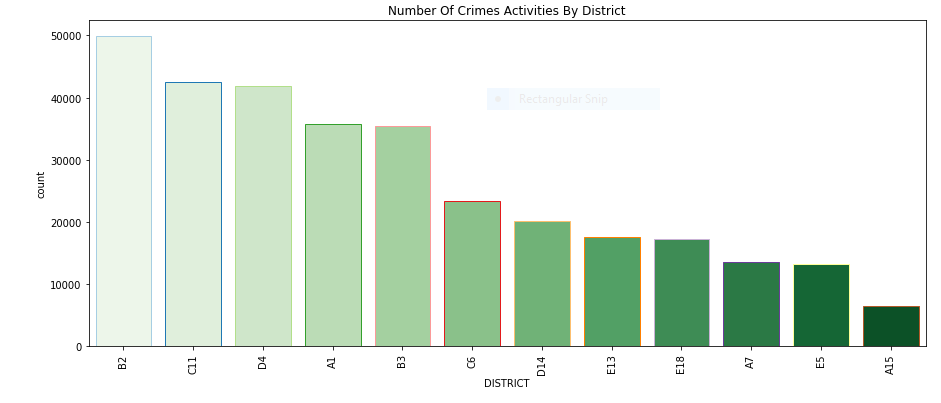 Number Of Crimes Activities By District
50000
40000
30000
20000
10000
0
count
Rectangular Snip
B2
C11
D4
A1
B3
C6
D14
E13
E18
A7
E5
A15
DISTRICT